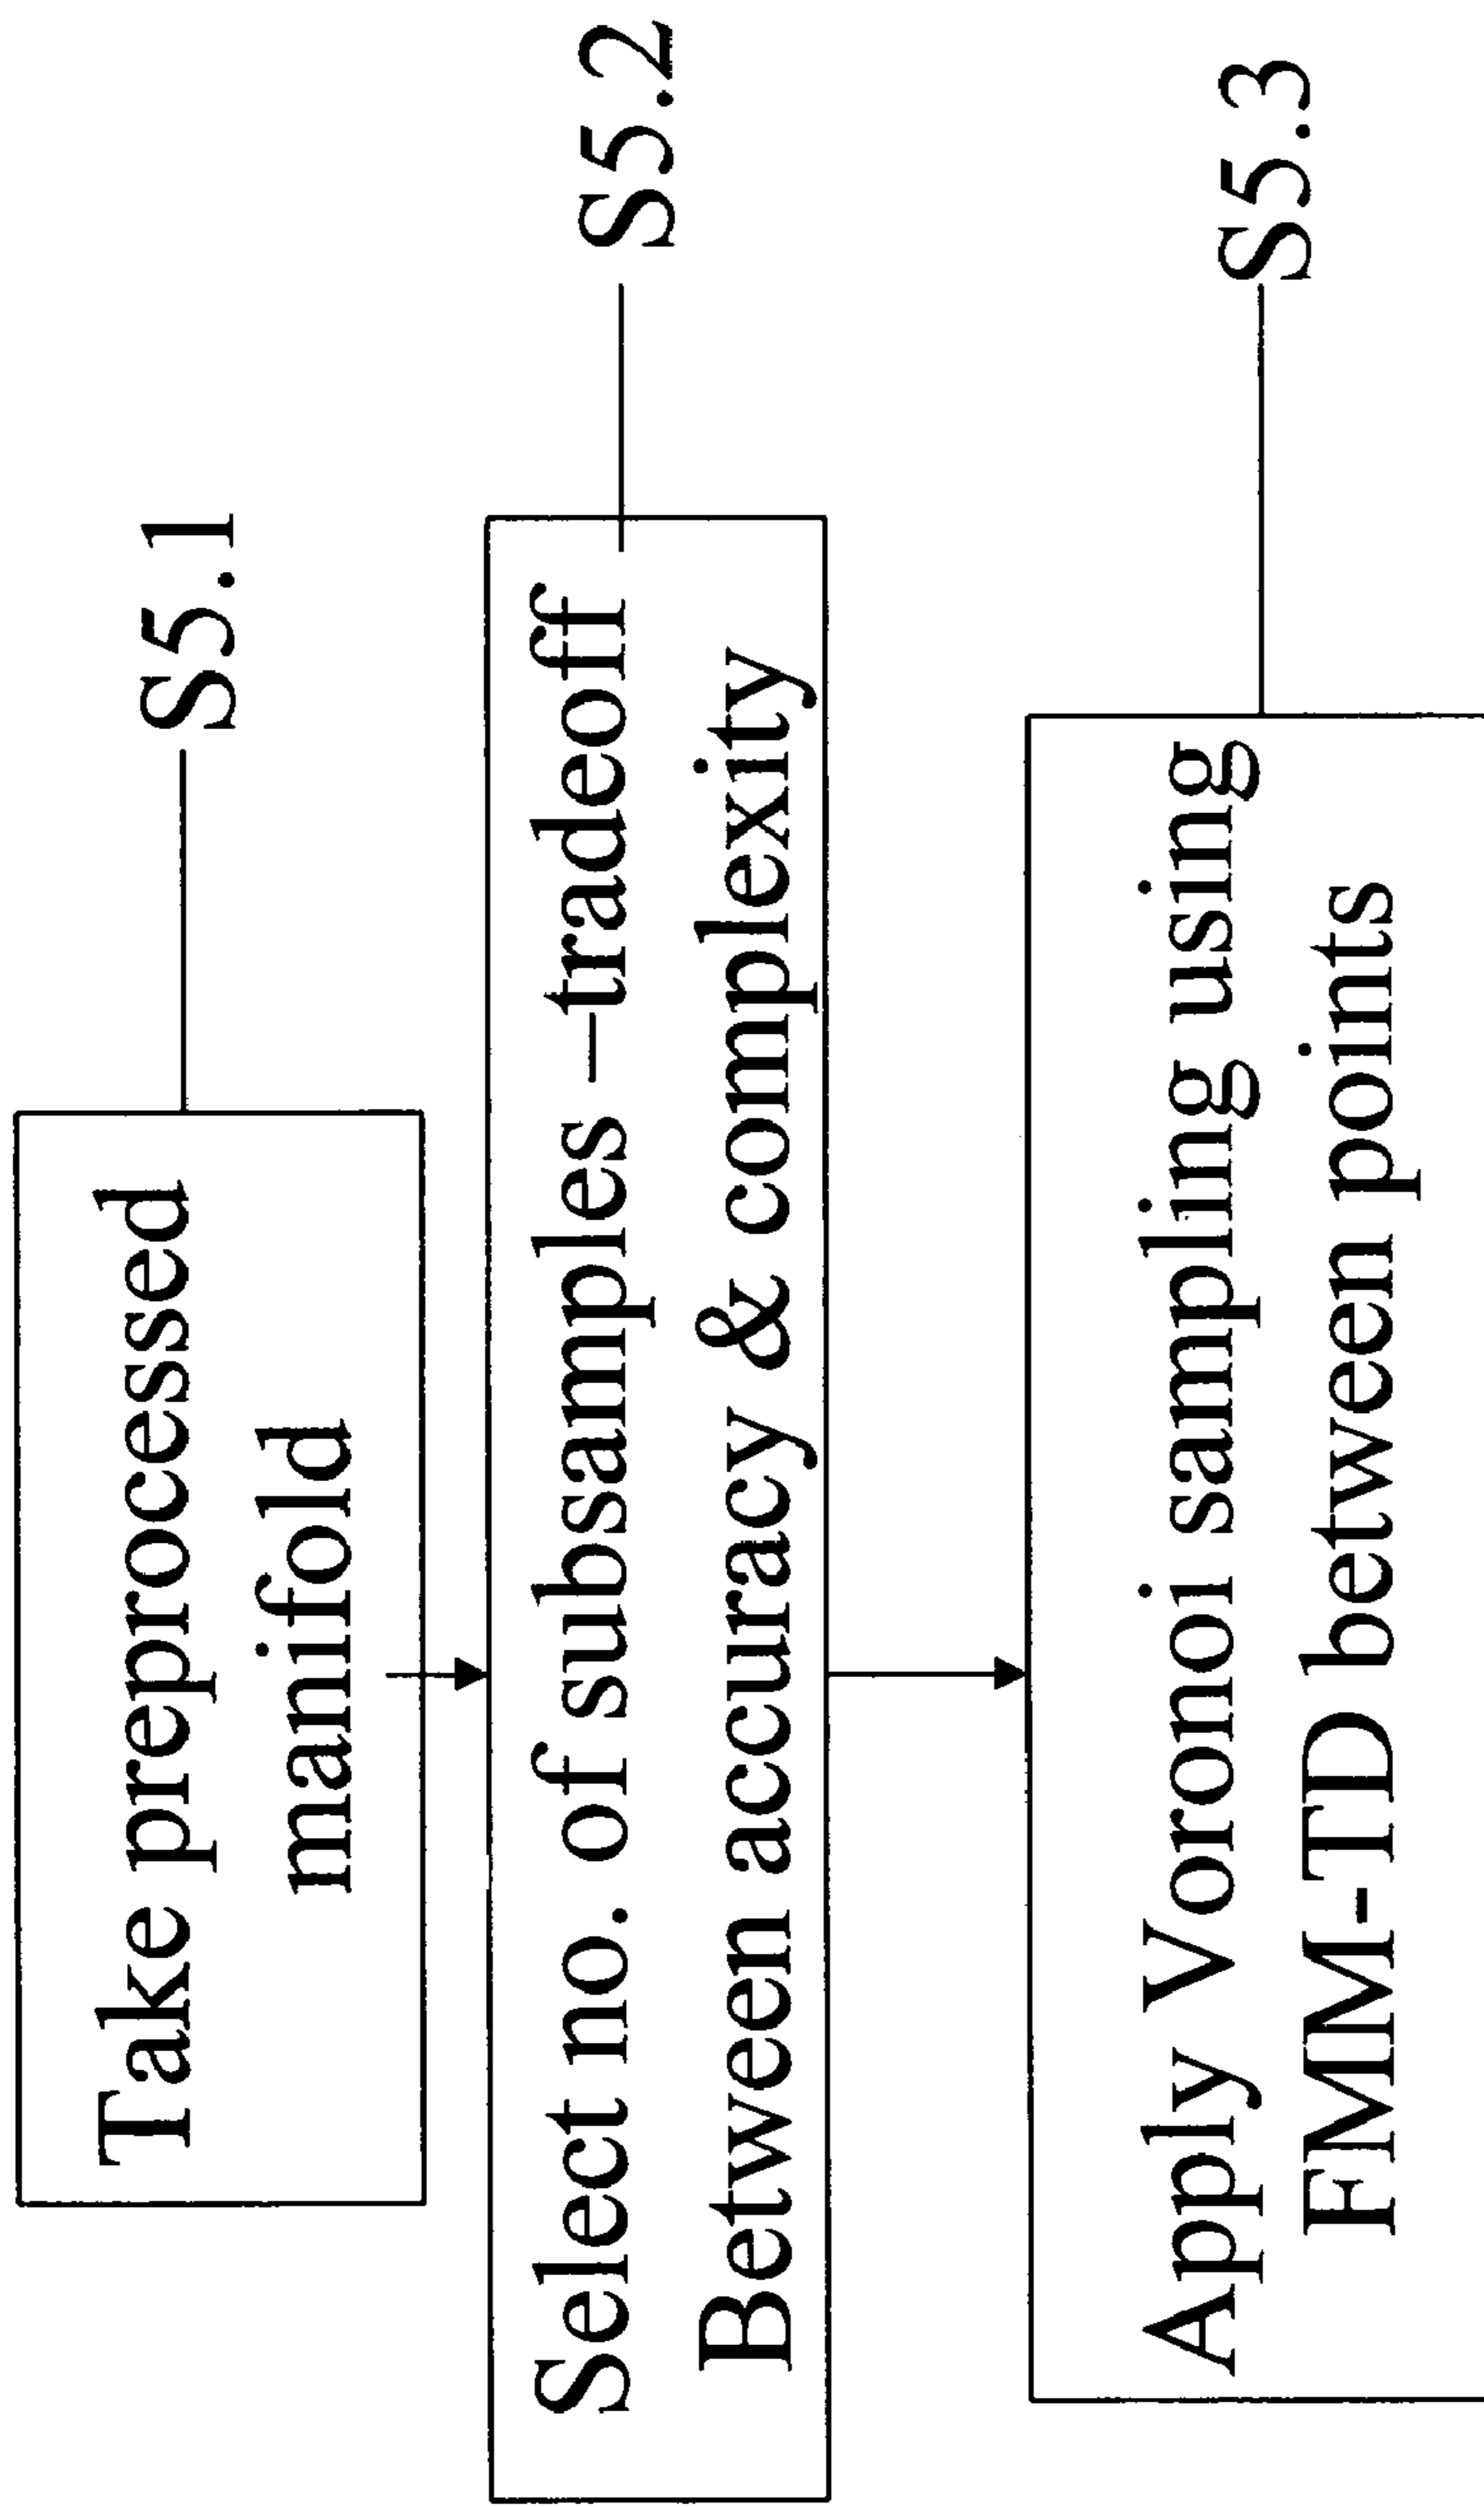 Take preprocessed
manifold
S5.1
Select no. of subsamples –tradeoff
Between accuracy & complexity
S5.2
Apply Voronoi sampling using
FMM-TD between points
S5.3